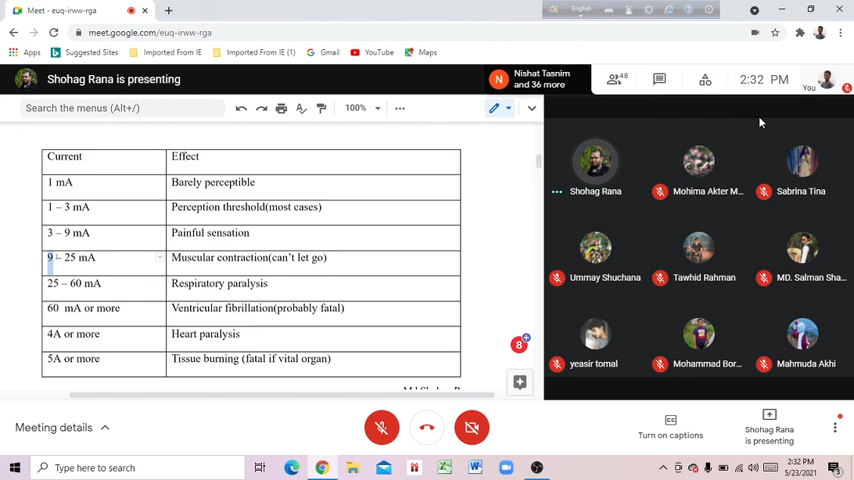 Meet - euq-irww-rga
English
meet.google.com/euq-irww-rga
Apps Suggested Sites Imported From IE Imported From IE (1) Gmail YouTube Maps
Shohag Rana is presenting
N Nishat Tasnim and 36 more
48
2:32 PM
You
Search the menus (Alt+/)
100%
Current Effect
1 mA Barely perceptible
1 – 3 mA Perception threshold(most cases)
3 – 9 mA Painful sensation
9 – 25 mA Muscular contraction(can't let go)
25 – 60 mA Respiratory paralysis
60 mA or more Ventricular fibrillation(probably fatal)
4A or more Heart paralysis
5A or more Tissue burning (fatal if vital organ)
8
Shohag Rana
Mohima Akter M...
Sabrina Tina
Ummay Shuchana
Tawhid Rahman
MD. Salman Sha...
yeasir tomal
Mohammad Bor...
Mahmuda Akhi
Meeting details
Turn on captions
Shohag Rana
is presenting
Type here to search
2:32 PM
5/23/2021
3